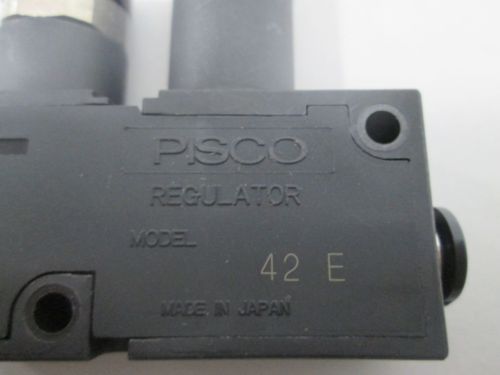 PISCO
REGULATOR
MODEL
42 E
MADE IN JAPAN